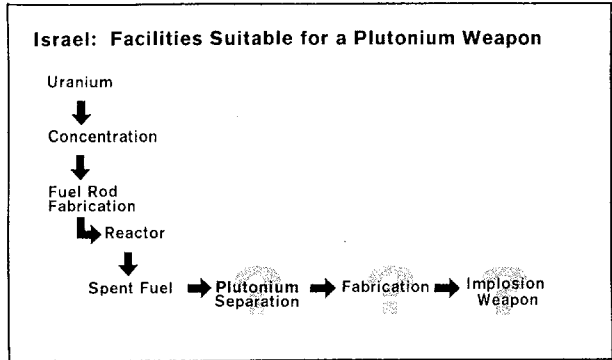 Israel: Facilities Suitable for a Plutonium Weapon
Uranium
Concentration
Fuel Rod
Fabrication
Reactor
Spent Fuel
Plutonium
Separation
Fabrication
Implosion
Weapon
? ? ?